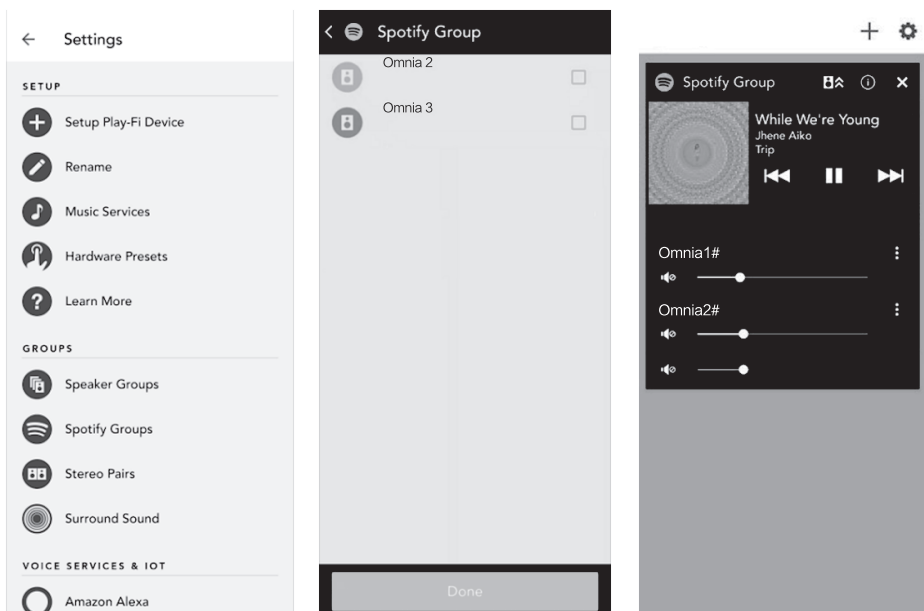 Settings
SETUP
Setup Play-Fi Device
Rename
Music Services
Hardware Presets
Learn More
GROUPS
Speaker Groups
Spotify Groups
Stereo Pairs
Surround Sound
VOICE SERVICES & IOT
Amazon Alexa
Spotify Group
Omnia 2
Omnia 3
Done
Spotify Group
While We're Young
Jhene Aiko
Trip
Omnia1#
Omnia2#